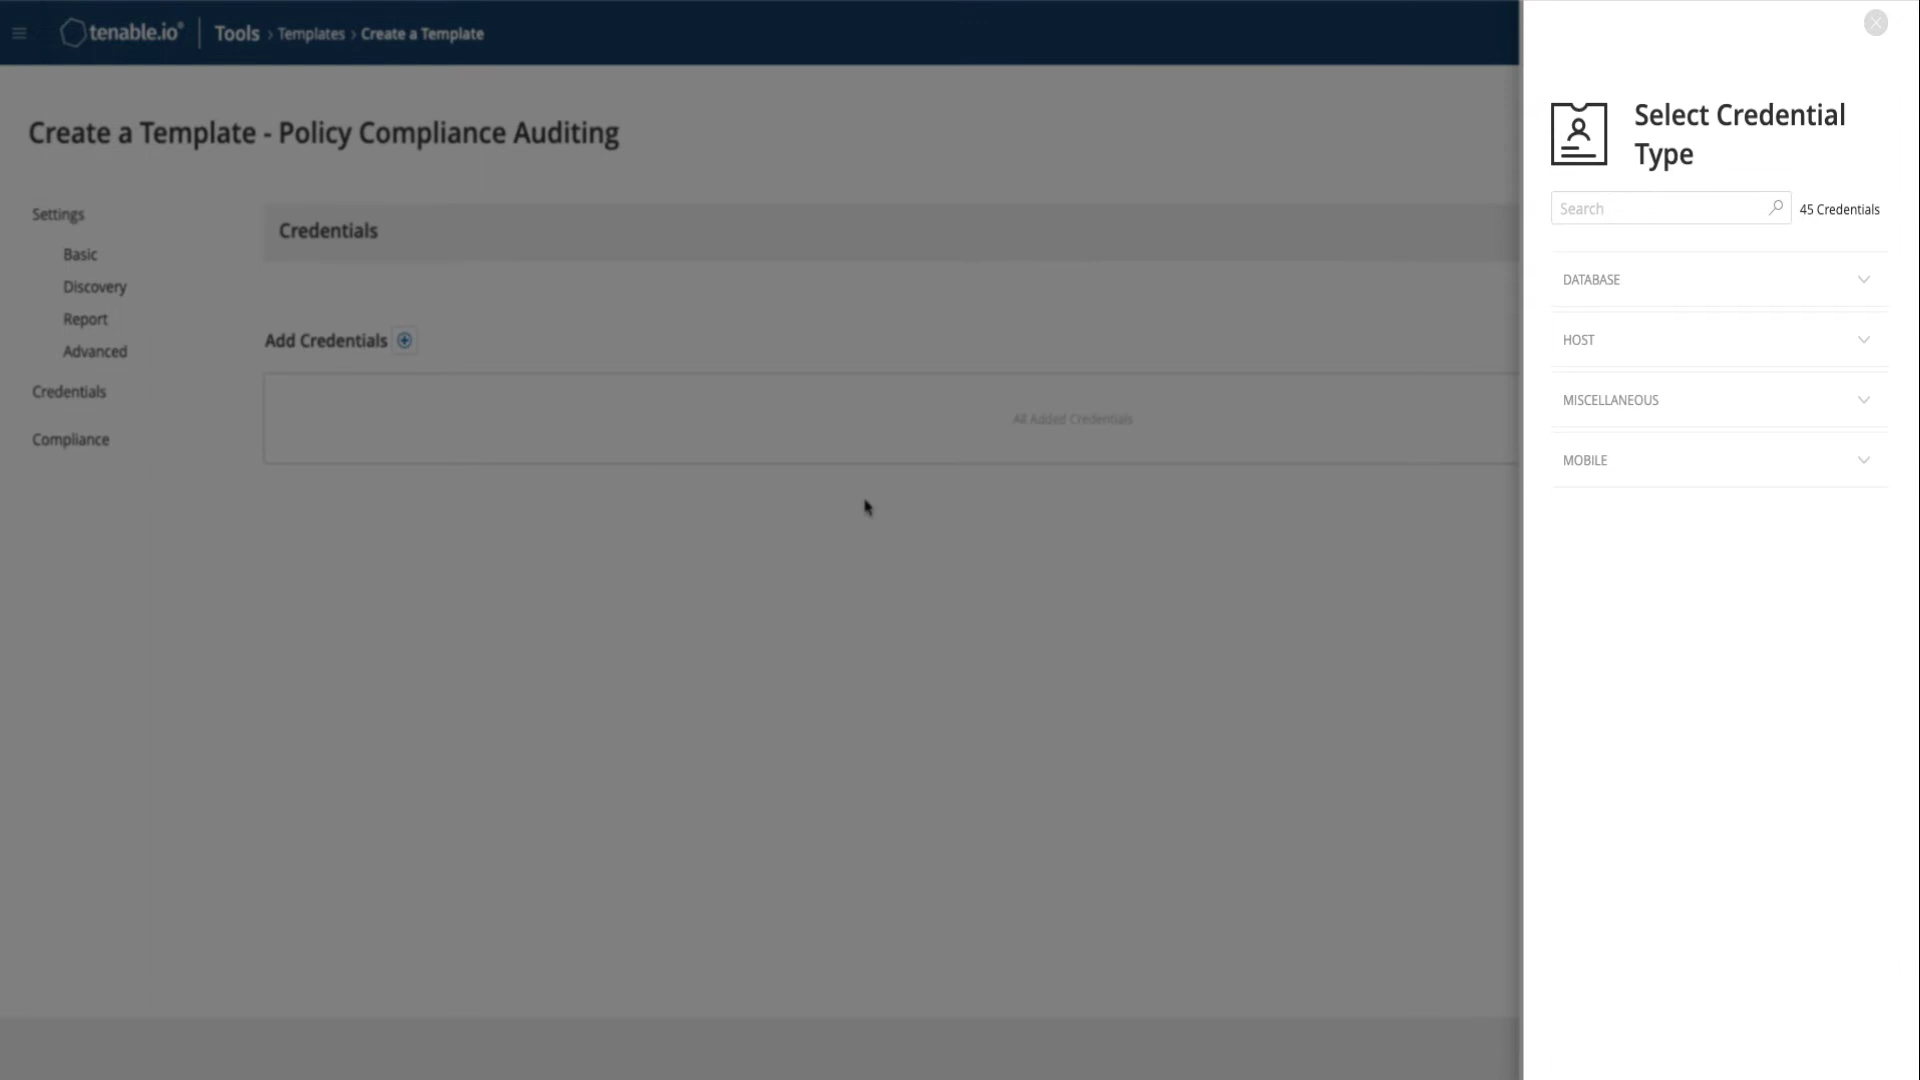 tenable.io® Tools > Templates > Create a Template
Create a Template - Policy Compliance Auditing
Settings
Basic
Discovery
Report
Advanced
Credentials
Compliance
Credentials
Add Credentials
All Added Credentials
Select Credential
Type
Search
45 Credentials
DATABASE
HOST
MISCELLANEOUS
MOBILE